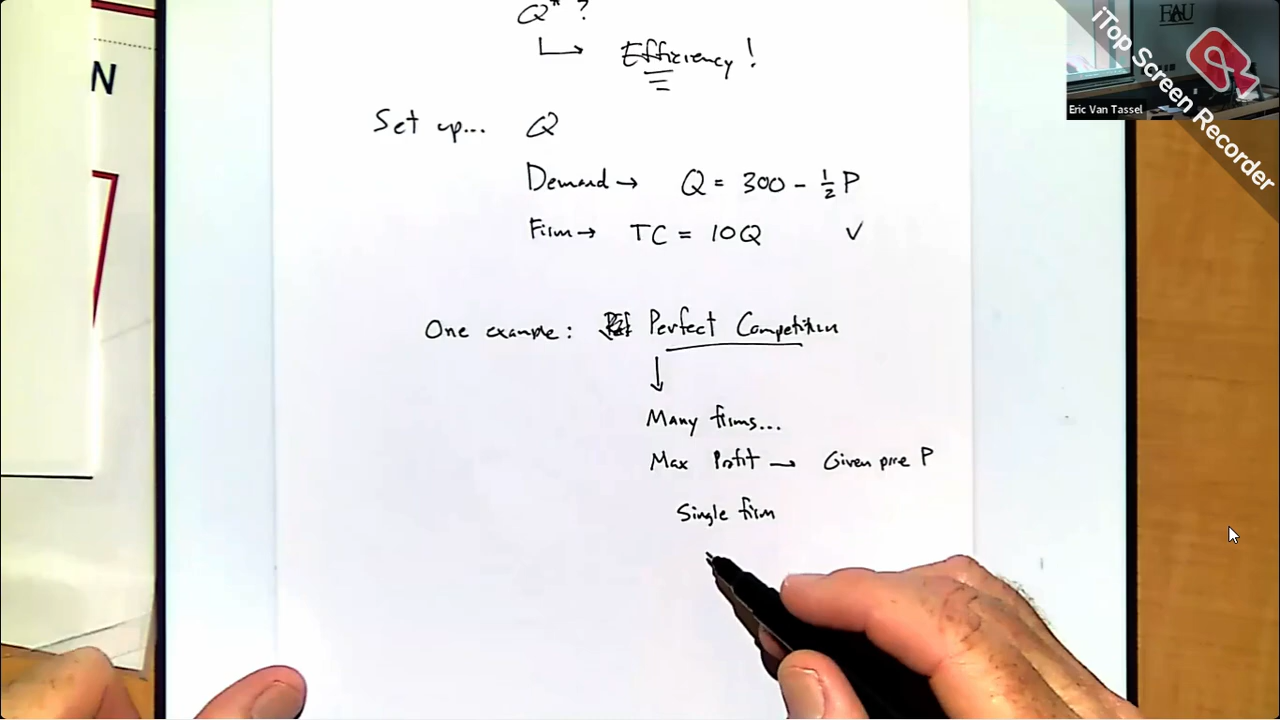 Q* ?
↳ Efficiency !
Set up... Q
Demand → Q = 300 - ½ P
Firm → TC = 10Q ✓
One example: Perfect Competition
↓
Many firms...
Max Profit → Given price P
Single firm
N
FAU
Eric Van Tassel
iTop Screen Recorder